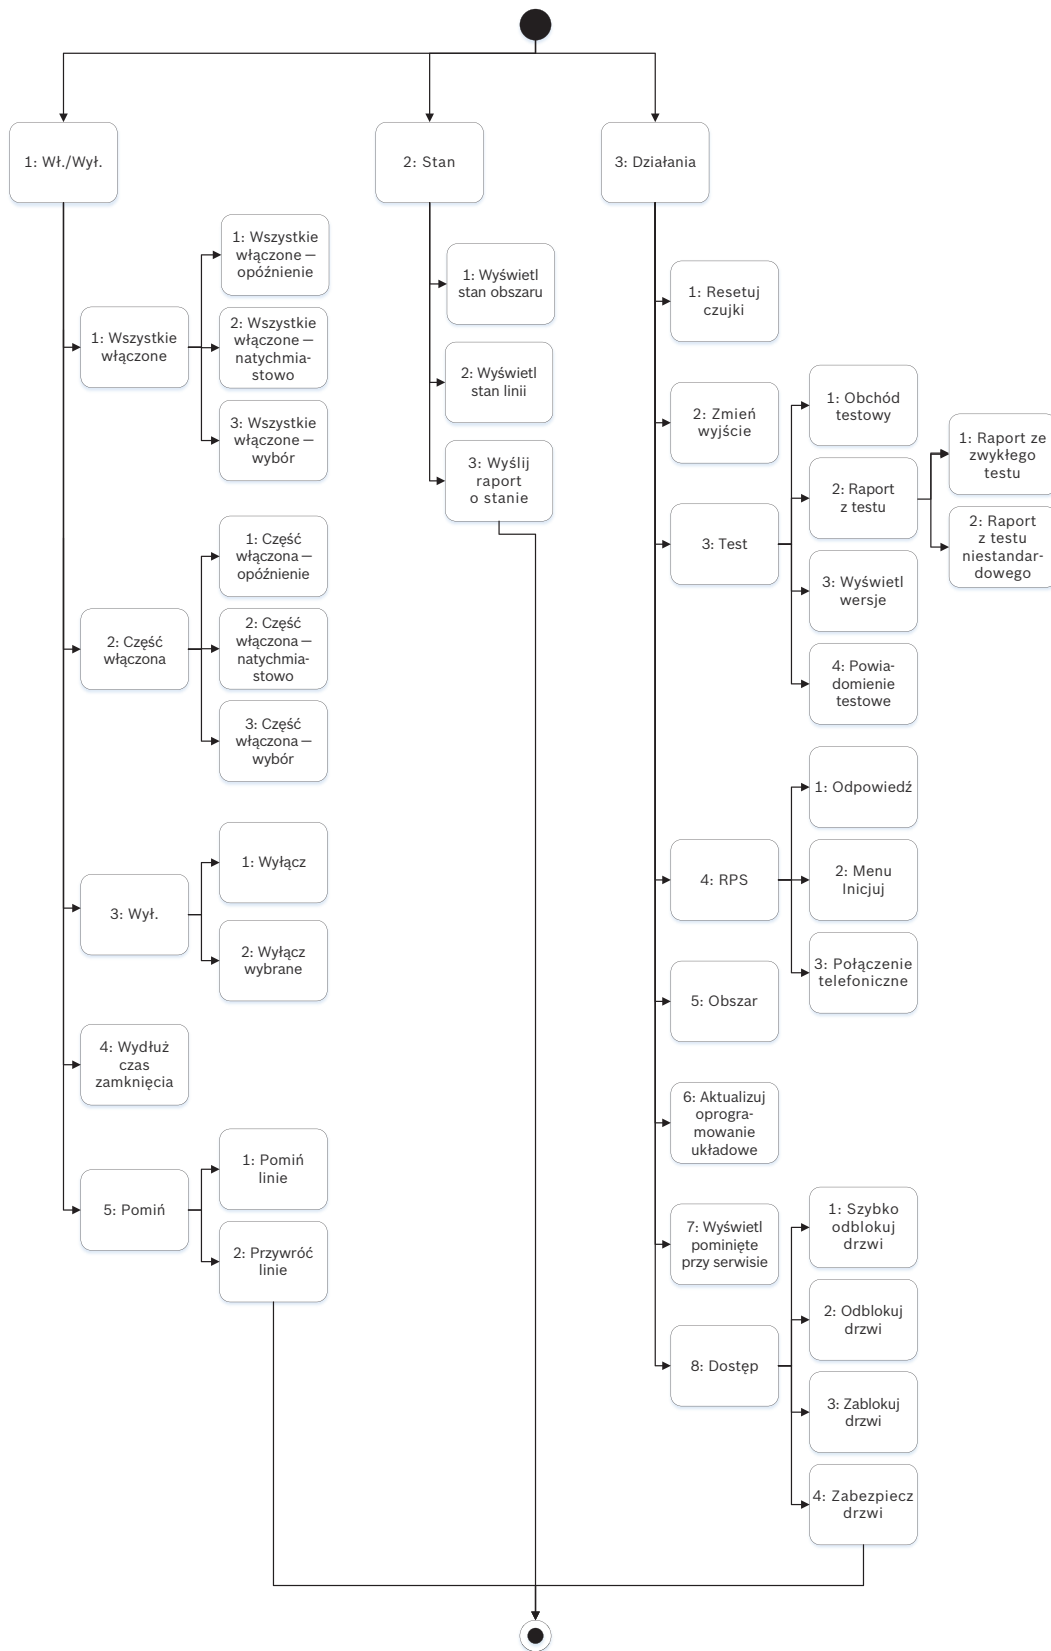 1: Wł./Wył.
2: Stan
3: Działania
1: Wszystkie
włączone
1: Wszystkie
włączone —
opóźnienie
2: Wszystkie
włączone —
natychmia-
stowo
3: Wszystkie
włączone —
wybór
2: Część
włączona
1: Część
włączona —
opóźnienie
2: Część
włączona —
natychmia-
stowo
3: Część
włączona —
wybór
3: Wył.
1: Wyłącz
2: Wyłącz
wybrane
4: Wydłuż
czas
zamknięcia
5: Pomiń
1: Pomiń
linie
2: Przywróć
linie
1: Wyświetl
stan obszaru
2: Wyświetl
stan linii
3: Wyślij
raport
o stanie
1: Resetuj
czujki
2: Zmień
wyjście
3: Test
1: Obchód
testowy
2: Raport
z testu
1: Raport ze
zwykłego
testu
2: Raport
z testu
niestandar-
dowego
3: Wyświetl
wersje
4: Powia-
domienie
testowe
4: RPS
1: Odpowiedź
2: Menu
Inicjuj
3: Połączenie
telefoniczne
5: Obszar
6: Aktualizuj
oprogra-
mowanie
układowe
7: Wyświetl
pominięte
przy serwisie
8: Dostęp
1: Szybko
odblokuj
drzwi
2: Odblokuj
drzwi
3: Zablokuj
drzwi
4: Zabezpiecz
drzwi